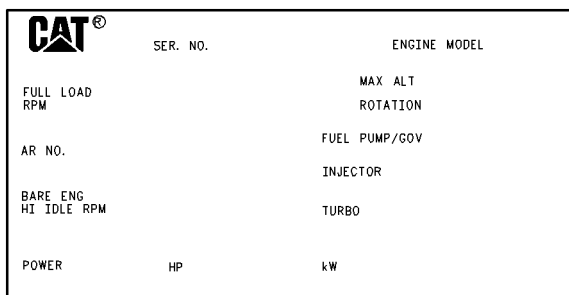 CAT®
SER. NO. ENGINE MODEL
MAX ALT
FULL LOAD
RPM ROTATION
FUEL PUMP/GOV
AR NO.
INJECTOR
BARE ENG
HI IDLE RPM TURBO
POWER HP kW